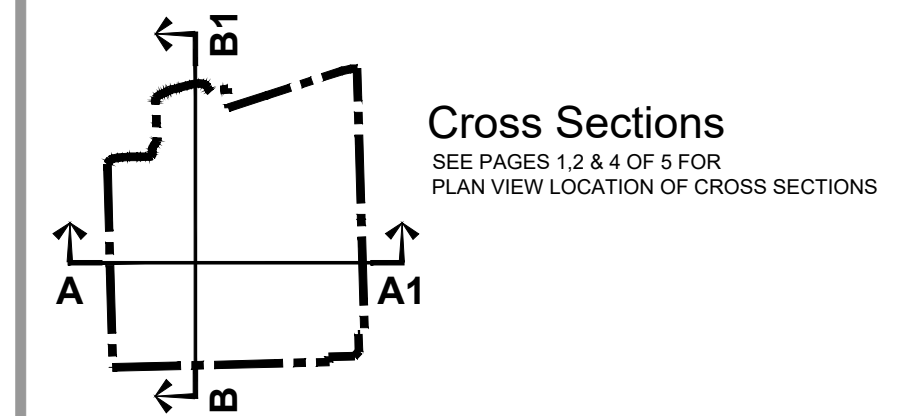 B1
Cross Sections
SEE PAGES 1,2 & 4 OF 5 FOR
PLAN VIEW LOCATION OF CROSS SECTIONS
A
A1
B